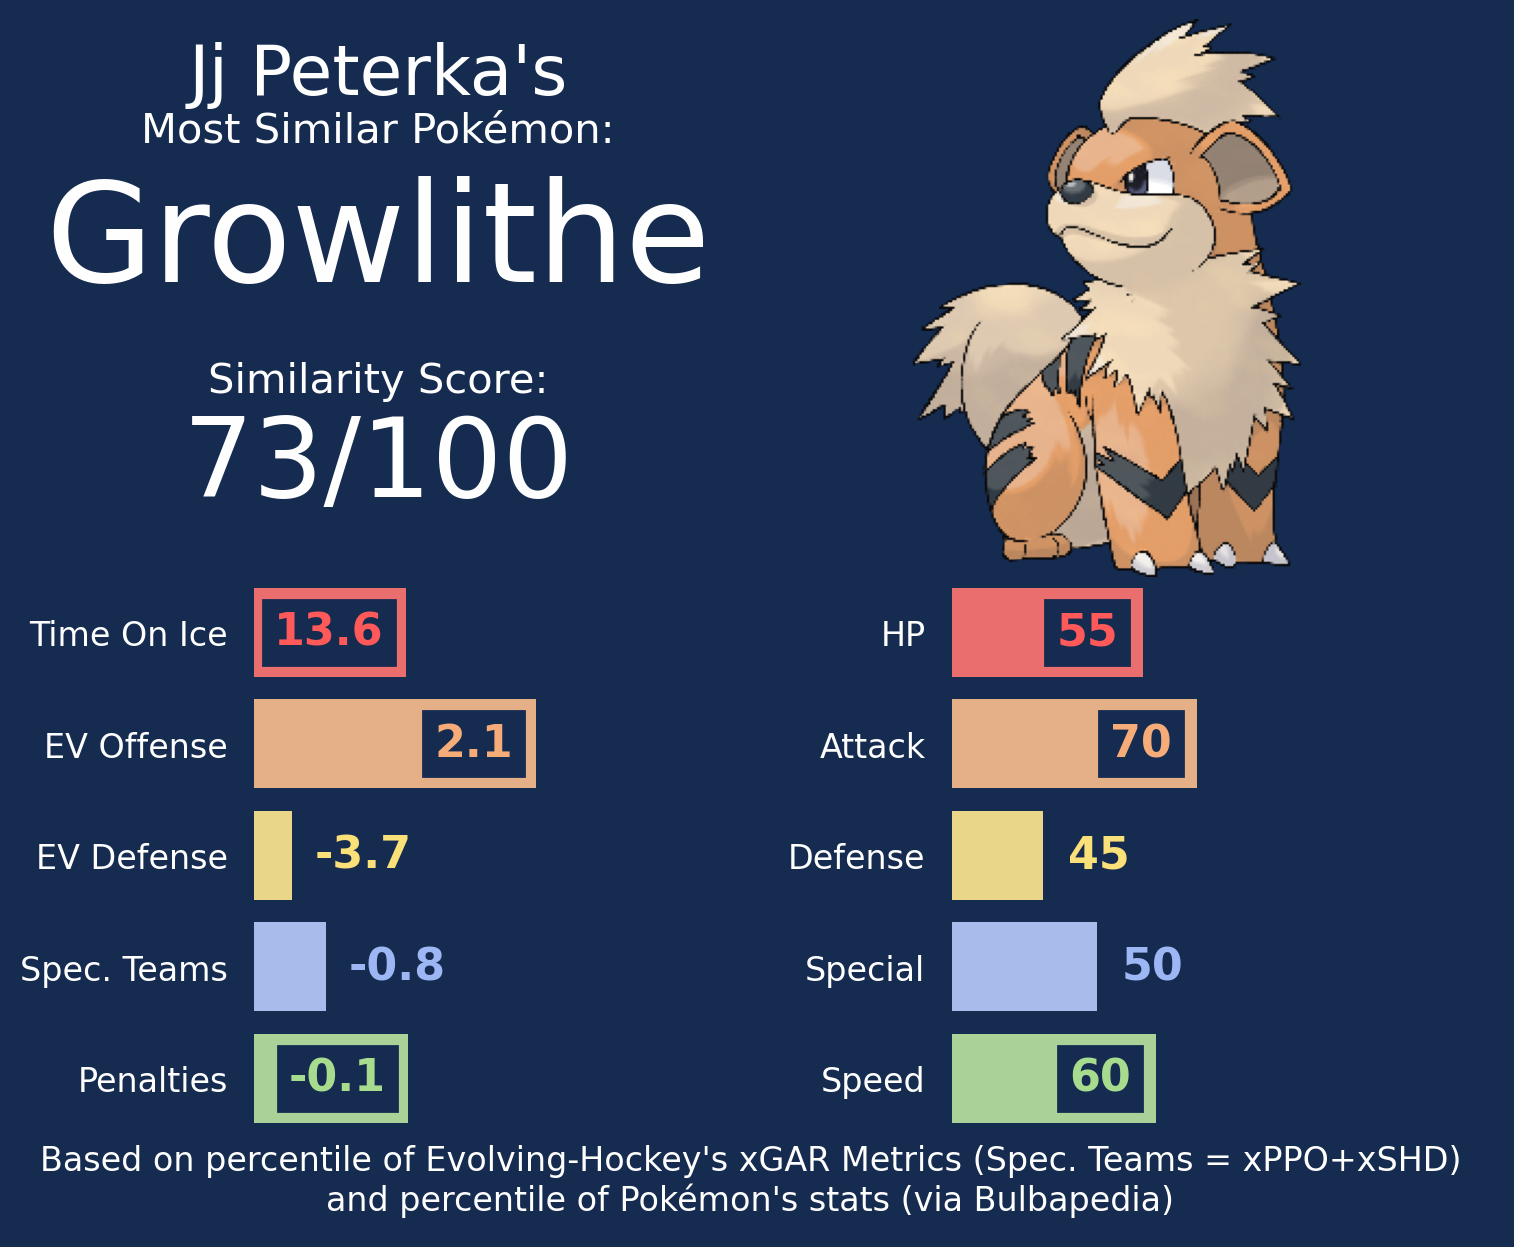 Jj Peterka's
Most Similar Pokémon:
Growlithe
Similarity Score:
73/100
Time On Ice 13.6
EV Offense 2.1
EV Defense -3.7
Spec. Teams -0.8
Penalties -0.1
HP 55
Attack 70
Defense 45
Special 50
Speed 60
Based on percentile of Evolving-Hockey's xGAR Metrics (Spec. Teams = xPPO+xSHD)
and percentile of Pokémon's stats (via Bulbapedia)